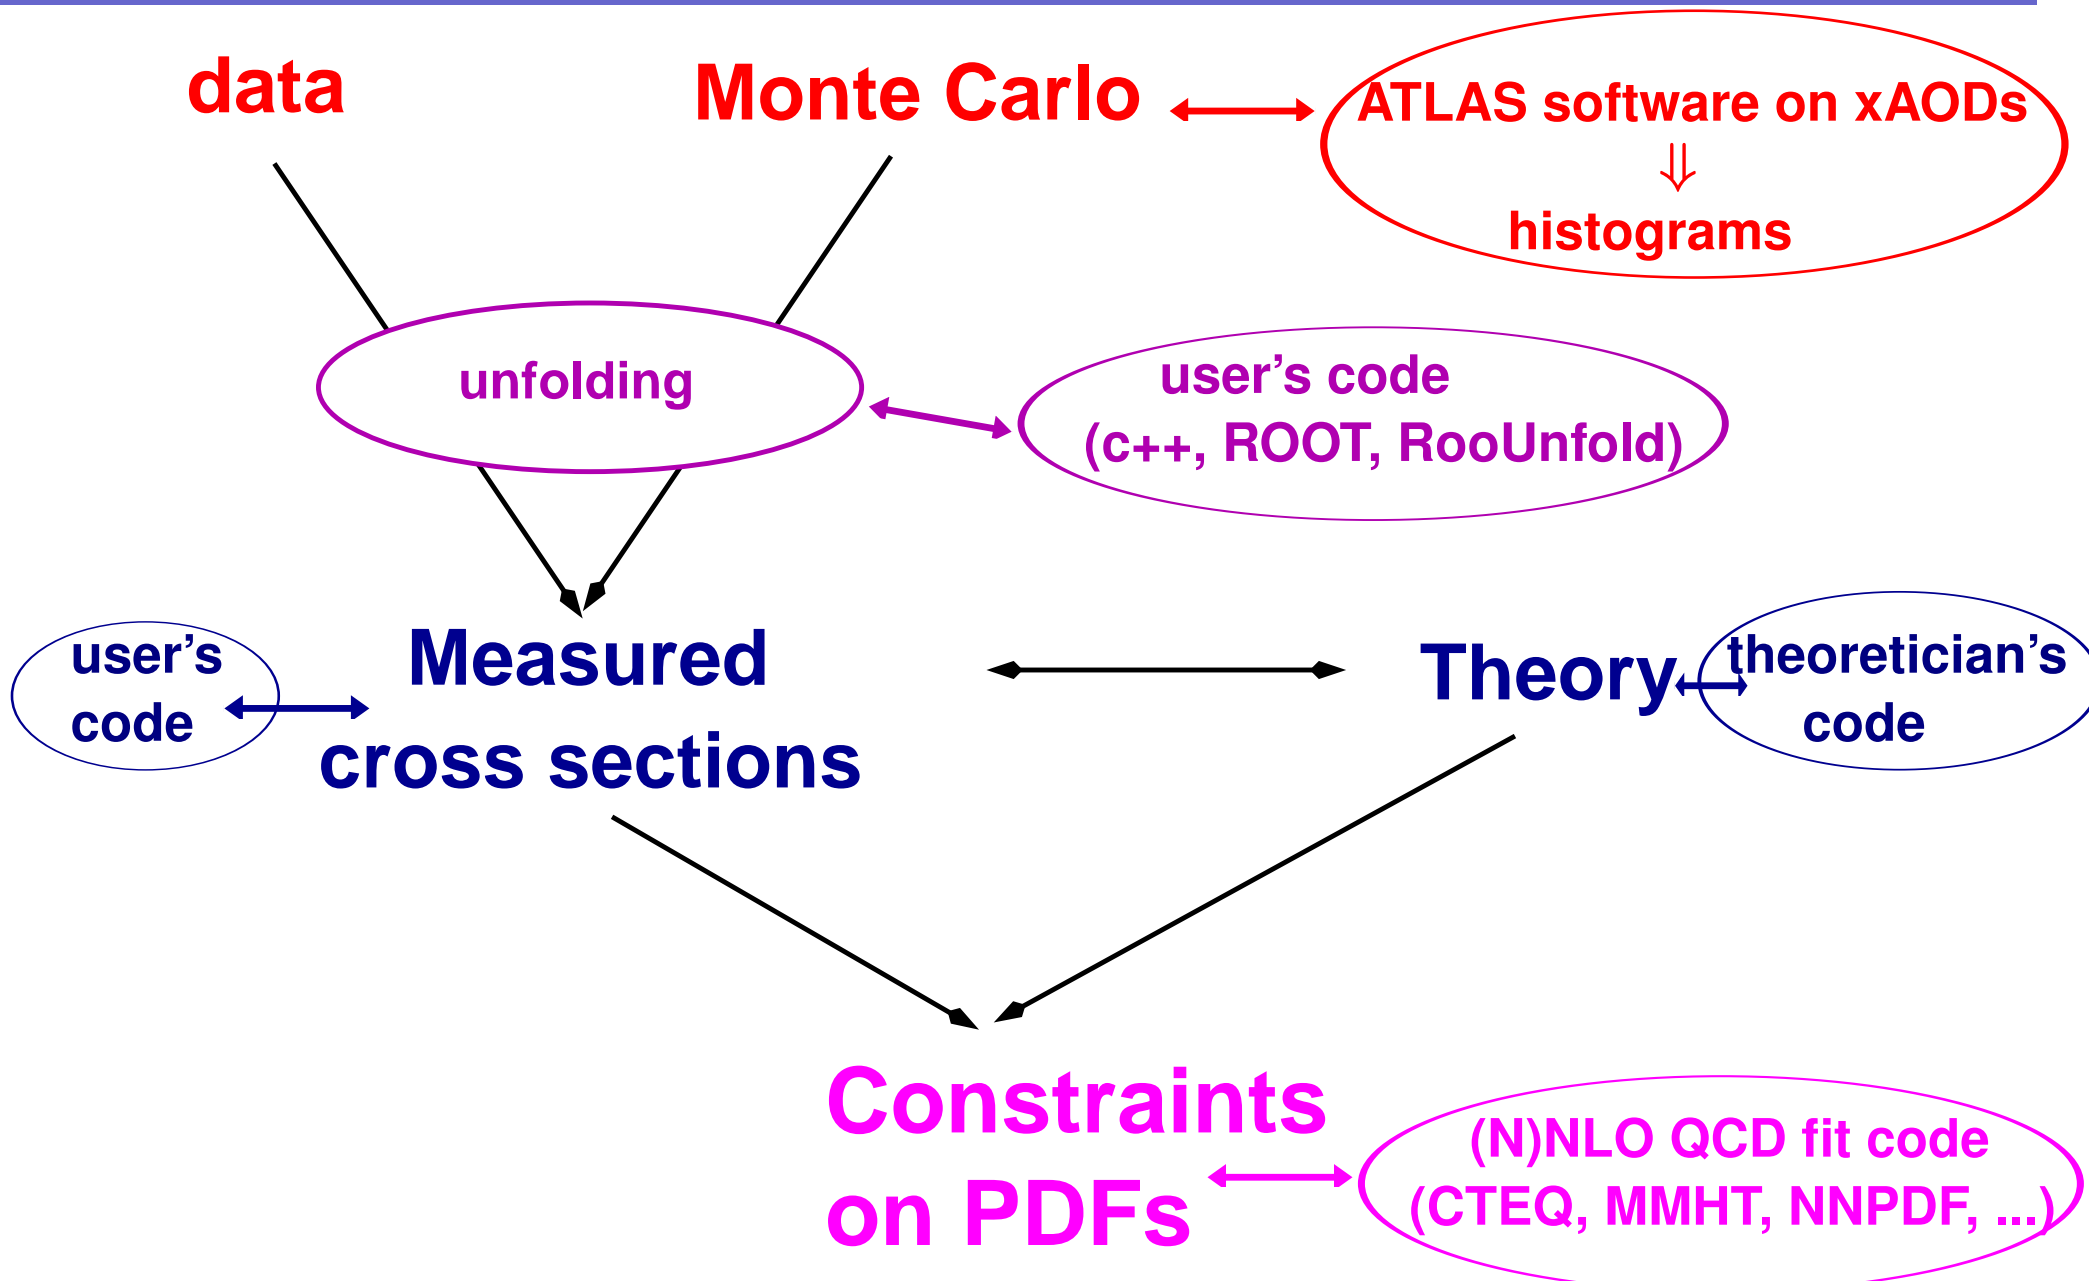 data
Monte Carlo
ATLAS software on xAODs
⇓
histograms
unfolding
user’s code
(c++, ROOT, RooUnfold)
user’s
code
Measured
cross sections
Theory
theoretician’s
code
Constraints
on PDFs
(N)NLO QCD fit code
(CTEQ, MMHT, NNPDF, ...)